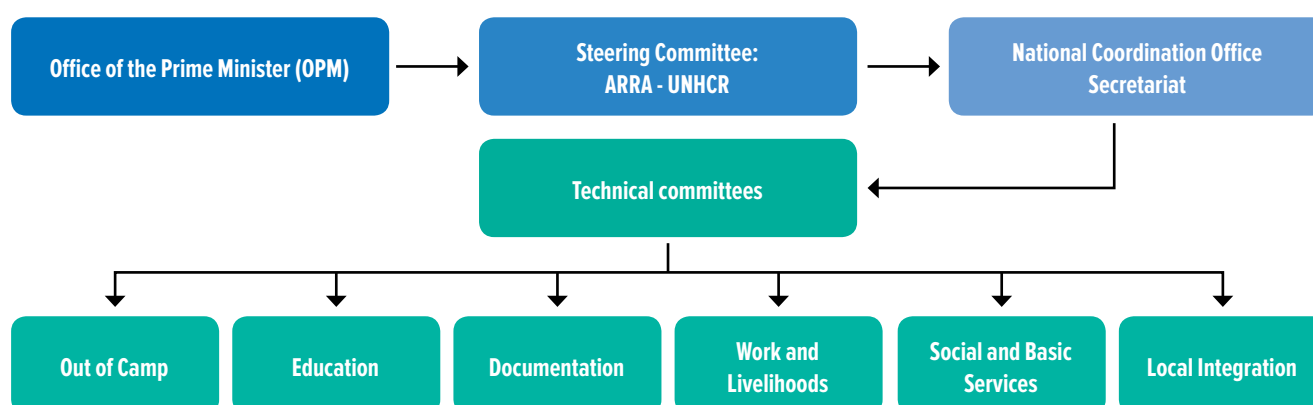 Office of the Prime Minister (OPM)
Steering Committee:
ARRA - UNHCR
National Coordination Office
Secretariat
Technical committees
Out of Camp
Education
Documentation
Work and
Livelihoods
Social and Basic
Services
Local Integration